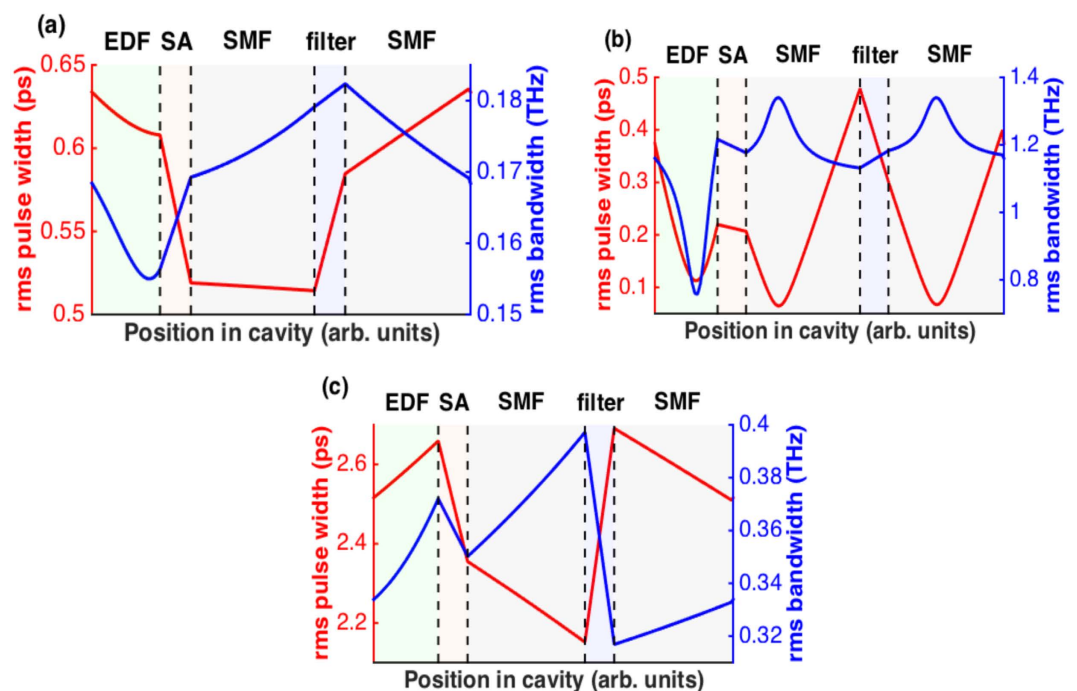 (a)
EDF SA SMF filter SMF
rms pulse width (ps)
0.65
0.6
0.55
0.5
0.18
0.17
0.16
0.15
rms bandwidth (THz)
Position in cavity (arb. units)
(b)
EDF SA SMF filter SMF
rms pulse width (ps)
0.5
0.4
0.3
0.2
0.1
1.4
1.2
1
0.8
rms bandwidth (THz)
Position in cavity (arb. units)
(c)
EDF SA SMF filter SMF
rms pulse width (ps)
2.6
2.4
2.2
0.4
0.38
0.36
0.34
0.32
rms bandwidth (THz)
Position in cavity (arb. units)